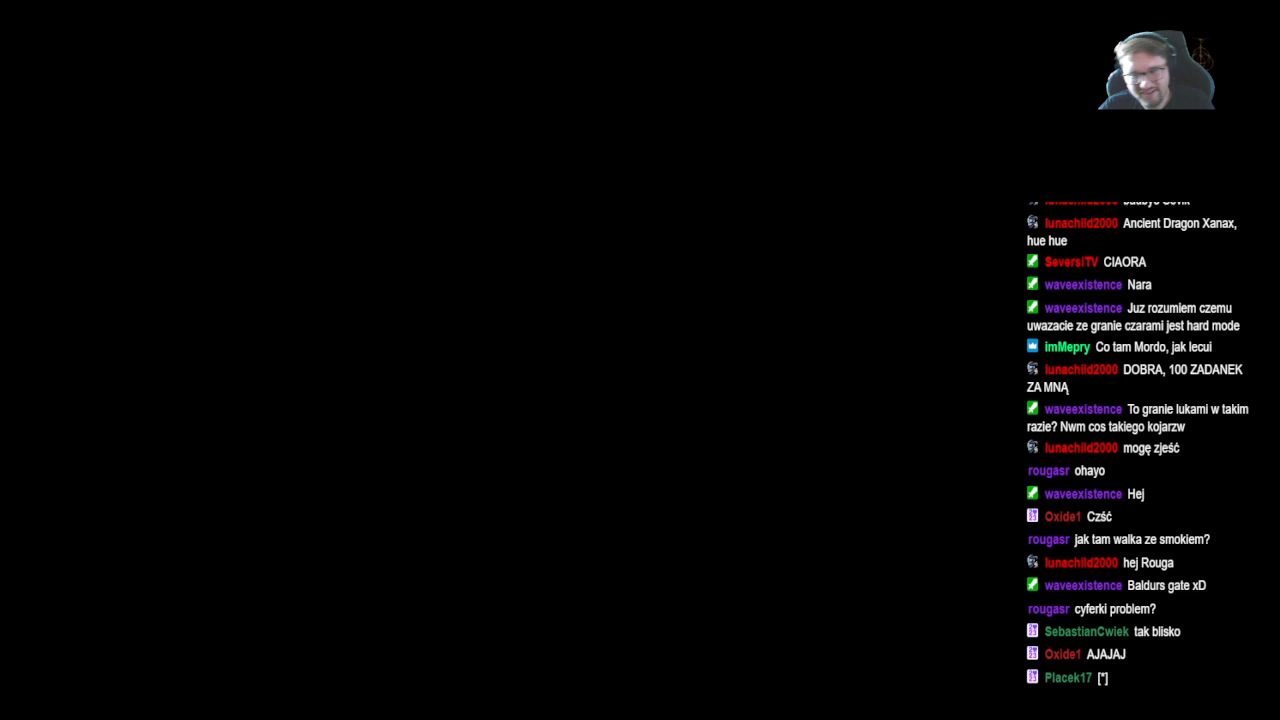 lunachild2000 Ancient Dragon Xanax,
hue hue
SeversiTV CIAORA
waveexistence Nara
waveexistence Juz rozumiem czemu
uwazacie ze granie czarami jest hard mode
imMepry Co tam Mordo, jak lecui
lunachild2000 DOBRA, 100 ZADANEK
ZA MNĄ
waveexistence To granie lukami w takim
razie? Nwm cos takiego kojarzw
lunachild2000 mogę zjeść
rougasr ohayo
waveexistence Hej
Oxide1 Czść
rougasr jak tam walka ze smokiem?
lunachild2000 hej Rouga
waveexistence Baldurs gate xD
rougasr cyferki problem?
SebastianCwiek tak blisko
Oxide1 AJAJAJ
Placek17 [*]